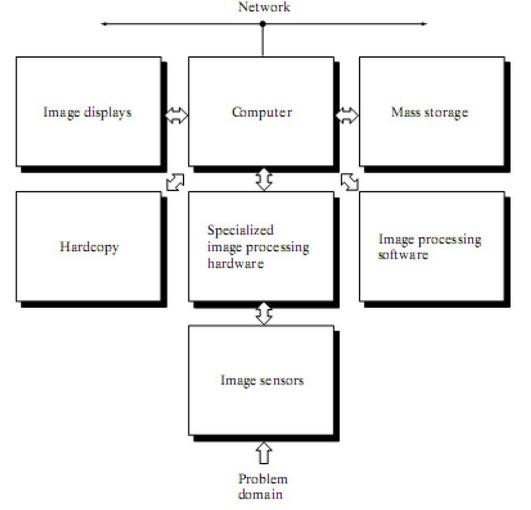 Network
Image displays
Computer
Mass storage
Hardcopy
Specialized
image processing
hardware
Image processing
software
Image sensors
Problem
domain